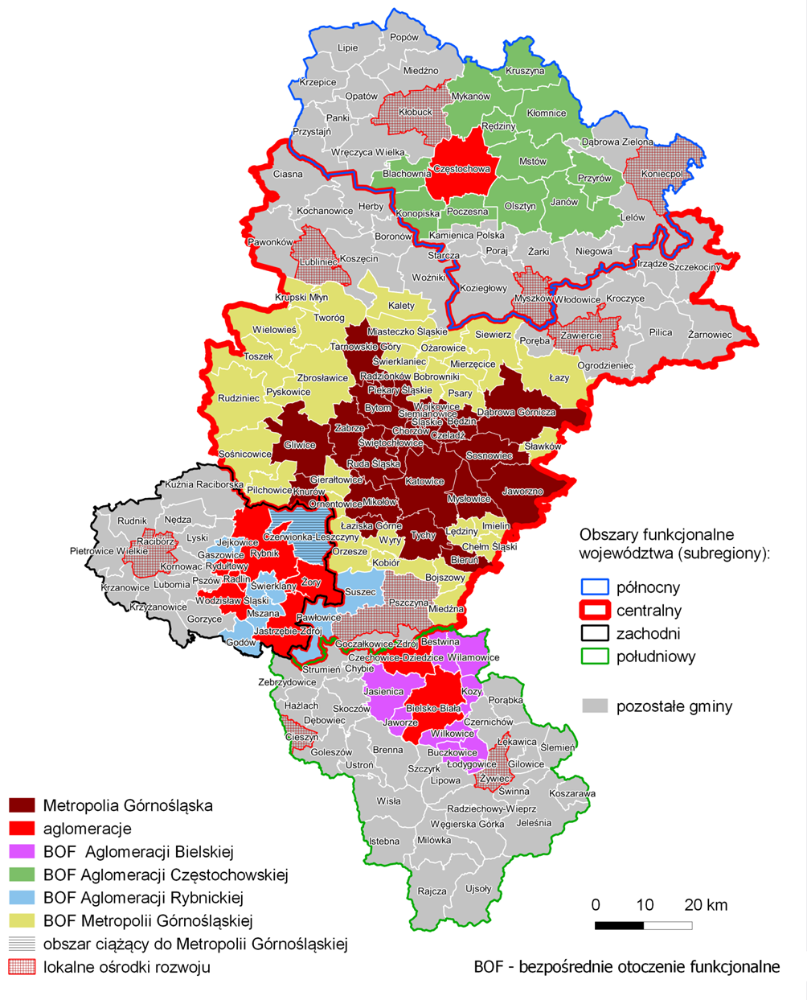 Popów
Lipie
Miedźno
Kruszyna
Krzepice
Opatów
Mykanów
Kłobuck
Kłomnice
Panki
Rędziny
Przystajń
Dąbrowa Zielona
Wręczyca Wielka
Mstów
Ciasna
Blachownia
Częstochowa
Koniecpol
Przyrów
Herby
Olsztyn
Janów
Kochanowice
Konopiska
Poczesna
Lelów
Boronów
Kamienica Polska
Pawonków
Starcza
Poraj
Żarki
Niegowa
Lubliniec
Koszęcin
Irządze
Szczekociny
Woźniki
Koziegłowy
Krupski Młyn
Myszków
Włodowice
Kroczyce
Kalety
Tworóg
Wielowieś
Miasteczko Śląskie
Siewierz
Zawiercie
Pilica
Żarnowiec
Poręba
Tarnowskie Góry
Ożarowice
Toszek
Świerklaniec
Mierzęcice
Ogrodzieniec
Zbrosławice
Radzionków
Bobrowniki
Łazy
Pyskowice
Piekary Śląskie
Psary
Rudziniec
Bytom
Wojkowice
Siemianowice
Śląskie
Będzin
Dąbrowa Górnicza
Zabrze
Chorzów
Czeladź
Gliwice
Świętochłowice
Sławków
Sośnicowice
Sosnowiec
Ruda Śląska
Gierałtowice
Katowice
Kuźnia Raciborska
Pilchowice
Knurów
Jaworzno
Ornontowice
Mikołów
Mysłowice
Rudnik
Nędza
Łaziska Górne
Imielin
Lędziny
Racibórz
Lyski
Jejkowice
Czerwionka-Leszczyny
Tychy
Wyry
Chełm Śląski
Pietrowice Wielkie
Gaszowice
Rybnik
Orzesze
Bieruń
Kornowac
Rydułtowy
Kobiór
Pszów
Radlin
Świerklany
Żory
Bojszowy
Krzanowice
Lubomia
Suszec
Wodzisław Śląski
Pszczyna
Krzyżanowice
Mszana
Miedźna
Gorzyce
Pawłowice
Jastrzębie-Zdrój
Godów
Goczałkowice-Zdrój
Bestwina
Czechowice-Dziedzice
Wilamowice
Strumień
Chybie
Zebrzydowice
Jasienica
Kozy
Porąbka
Hażlach
Skoczów
Bielsko-Biała
Dębowiec
Jaworze
Czernichów
Cieszyn
Wilkowice
Łękawica
Goleszów
Brenna
Buczkowice
Ślemień
Ustroń
Łodygowice
Gilowice
Szczyrk
Lipowa
Żywiec
Świnna
Koszarawa
Wisła
Radziechowy-Wieprz
Węgierska Górka
Jeleśnia
Istebna
Milówka
Rajcza
Ujsoły
Obszary funkcjonalne
województwa (subregiony):
północny
centralny
zachodni
południowy
pozostałe gminy
Metropolia Górnośląska
aglomeracje
BOF Aglomeracji Bielskiej
BOF Aglomeracji Częstochowskiej
BOF Aglomeracji Rybnickiej
BOF Metropolii Górnośląskiej
obszar ciążący do Metropolii Górnośląskiej
lokalne ośrodki rozwoju
0 10 20 km
BOF - bezpośrednie otoczenie funkcjonalne